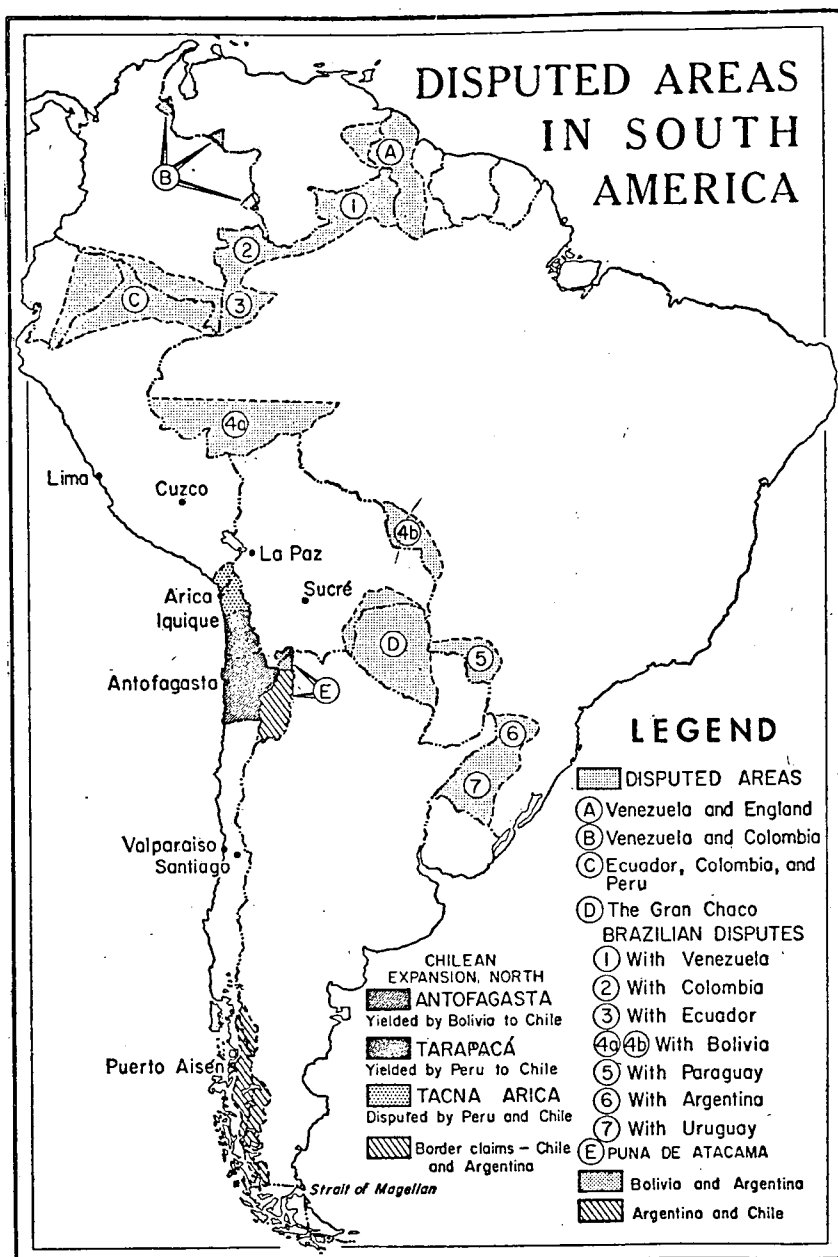 DISPUTED AREAS
IN SOUTH
AMERICA
A
B
1
2
3
C
4a
Lima
Cuzco
4b
La Paz
Sucré
Arica
Iquique
D
5
Antofagasta
E
6
7
Valparaiso
Santiago
Puerto Aisen
Strait of Magellan
CHILEAN
EXPANSION, NORTH
ANTOFAGASTA
Yielded by Bolivia to Chile
TARAPACÁ
Yielded by Peru to Chile
TACNA ARICA
Disputed by Peru and Chile
Border claims – Chile
and Argentina
LEGEND
DISPUTED AREAS
A Venezuela and England
B Venezuela and Colombia
C Ecuador, Colombia, and
Peru
D The Gran Chaco
BRAZILIAN DISPUTES
1 With Venezuela
2 With Colombia
3 With Ecuador
4a 4b With Bolivia
5 With Paraguay
6 With Argentina
7 With Uruguay
E PUNA DE ATACAMA
Bolivia and Argentina
Argentina and Chile